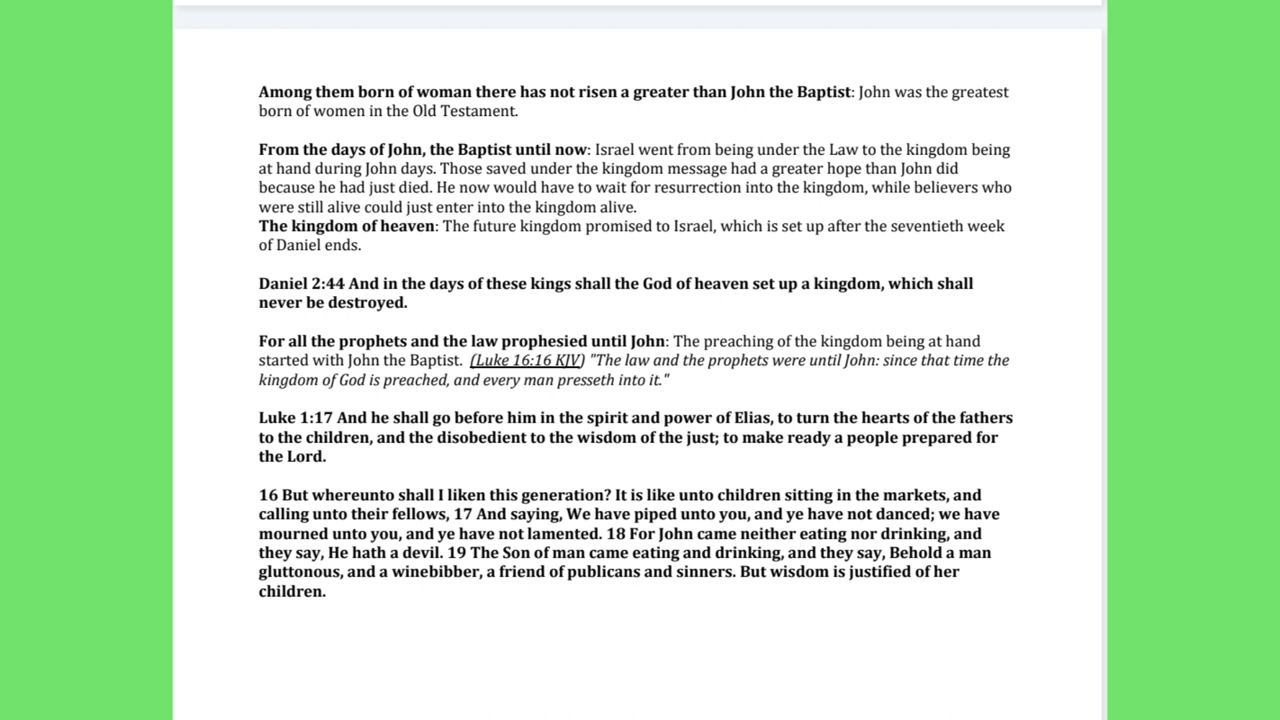 Among them born of woman there has not risen a greater than John the Baptist: John was the greatest
born of women in the Old Testament.
From the days of John, the Baptist until now: Israel went from being under the Law to the kingdom being
at hand during John days. Those saved under the kingdom message had a greater hope than John did
because he had just died. He now would have to wait for resurrection into the kingdom, while believers who
were still alive could just enter into the kingdom alive.
The kingdom of heaven: The future kingdom promised to Israel, which is set up after the seventieth week
of Daniel ends.
Daniel 2:44 And in the days of these kings shall the God of heaven set up a kingdom, which shall
never be destroyed.
For all the prophets and the law prophesied until John: The preaching of the kingdom being at hand
started with John the Baptist. (Luke 16:16 KJV) "The law and the prophets were until John: since that time the
kingdom of God is preached, and every man presseth into it."
Luke 1:17 And he shall go before him in the spirit and power of Elias, to turn the hearts of the fathers
to the children, and the disobedient to the wisdom of the just; to make ready a people prepared for
the Lord.
16 But whereunto shall I liken this generation? It is like unto children sitting in the markets, and
calling unto their fellows, 17 And saying, We have piped unto you, and ye have not danced; we have
mourned unto you, and ye have not lamented. 18 For John came neither eating nor drinking, and
they say, He hath a devil. 19 The Son of man came eating and drinking, and they say, Behold a man
gluttonous, and a winebibber, a friend of publicans and sinners. But wisdom is justified of her
children.